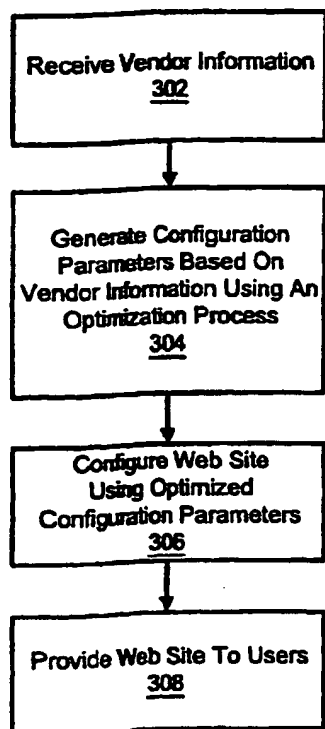 Receive Vendor Information
302
Generate Configuration
Parameters Based On
Vendor Information Using An
Optimization Process
304
Configure Web Site
Using Optimized
Configuration Parameters
306
Provide Web Site To Users
308